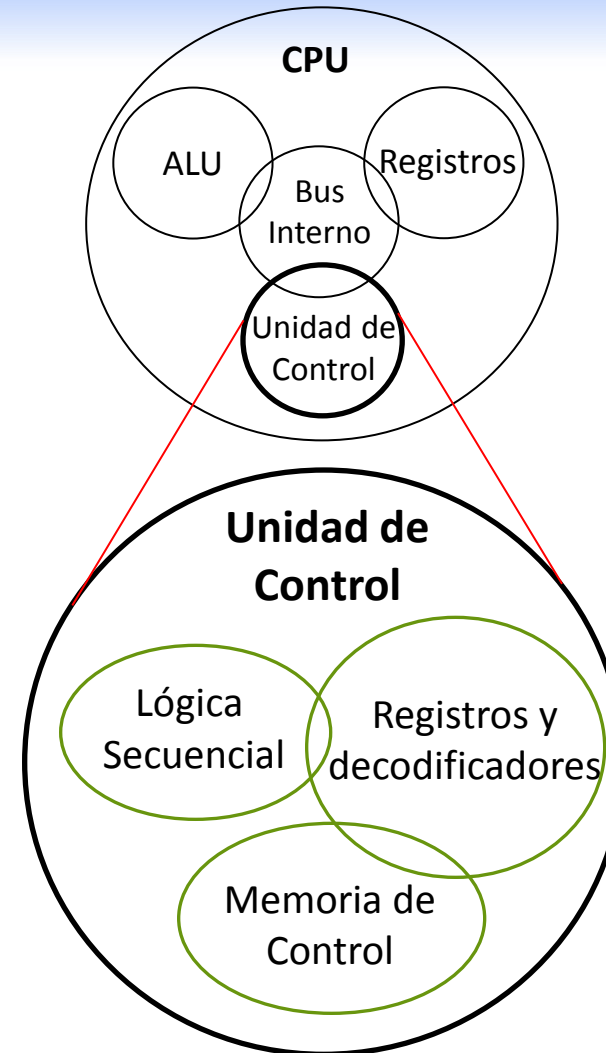 CPU
ALU
Registros
Bus
Interno
Unidad de
Control
Unidad de
Control
Lógica
Secuencial
Registros y
decodificadores
Memoria de
Control